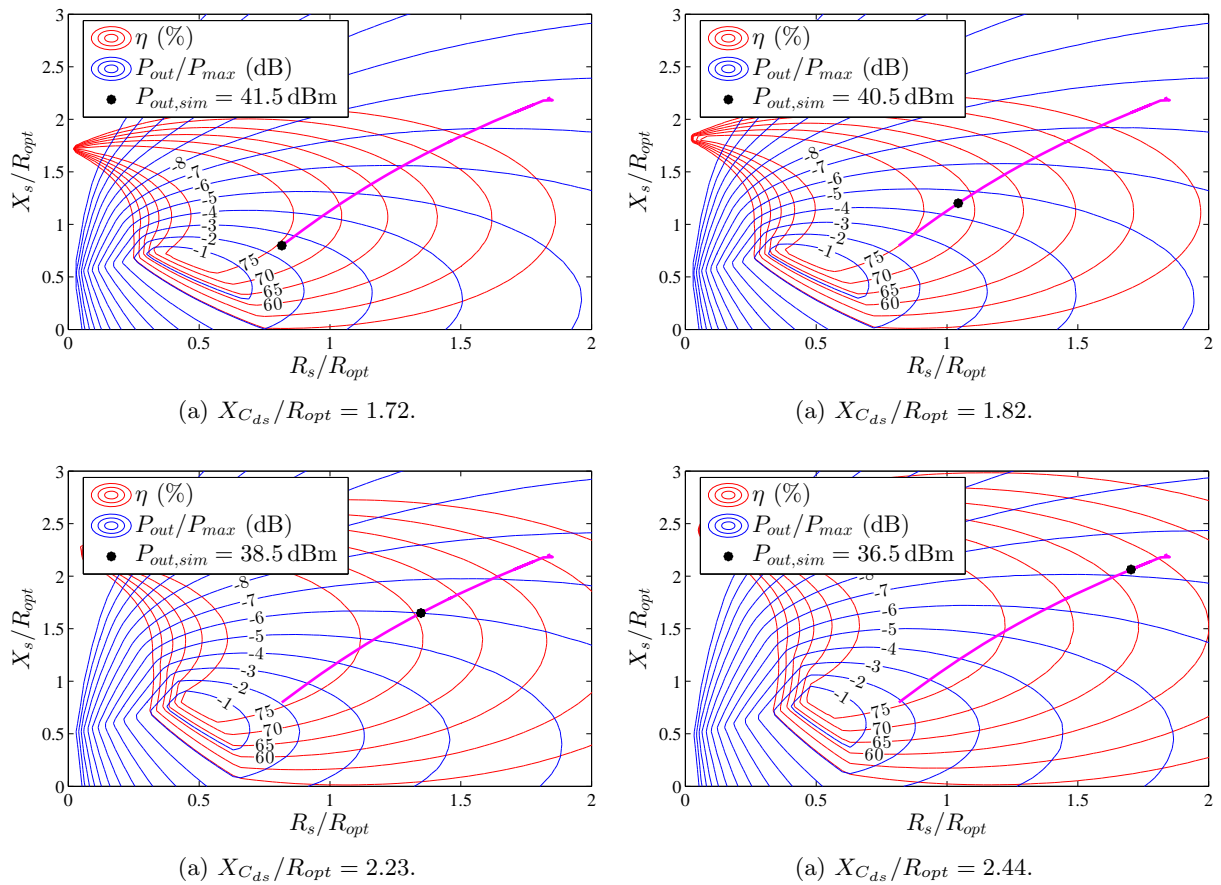 3
2.5
2
1.5
1
0.5
0
X_s/R_opt
η (%)
P_out/P_max (dB)
P_out,sim = 41.5 dBm
-8
-7
-6
-5
-4
-3
-2
-1
75
70
65
60
0 0.5 1 1.5 2
R_s/R_opt
(a) X_{C_ds}/R_opt = 1.72.
3
2.5
2
1.5
1
0.5
0
X_s/R_opt
η (%)
P_out/P_max (dB)
P_out,sim = 40.5 dBm
-8
-7
-6
-5
-4
-3
-2
-1
75
70
65
60
0 0.5 1 1.5 2
R_s/R_opt
(a) X_{C_ds}/R_opt = 1.82.
3
2.5
2
1.5
1
0.5
0
X_s/R_opt
η (%)
P_out/P_max (dB)
P_out,sim = 38.5 dBm
-8
-7
-6
-5
-4
-3
-2
-1
75
70
65
60
0 0.5 1 1.5 2
R_s/R_opt
(a) X_{C_ds}/R_opt = 2.23.
3
2.5
2
1.5
1
0.5
0
X_s/R_opt
η (%)
P_out/P_max (dB)
P_out,sim = 36.5 dBm
-8
-7
-6
-5
-4
-3
-2
-1
75
70
65
60
0 0.5 1 1.5 2
R_s/R_opt
(a) X_{C_ds}/R_opt = 2.44.